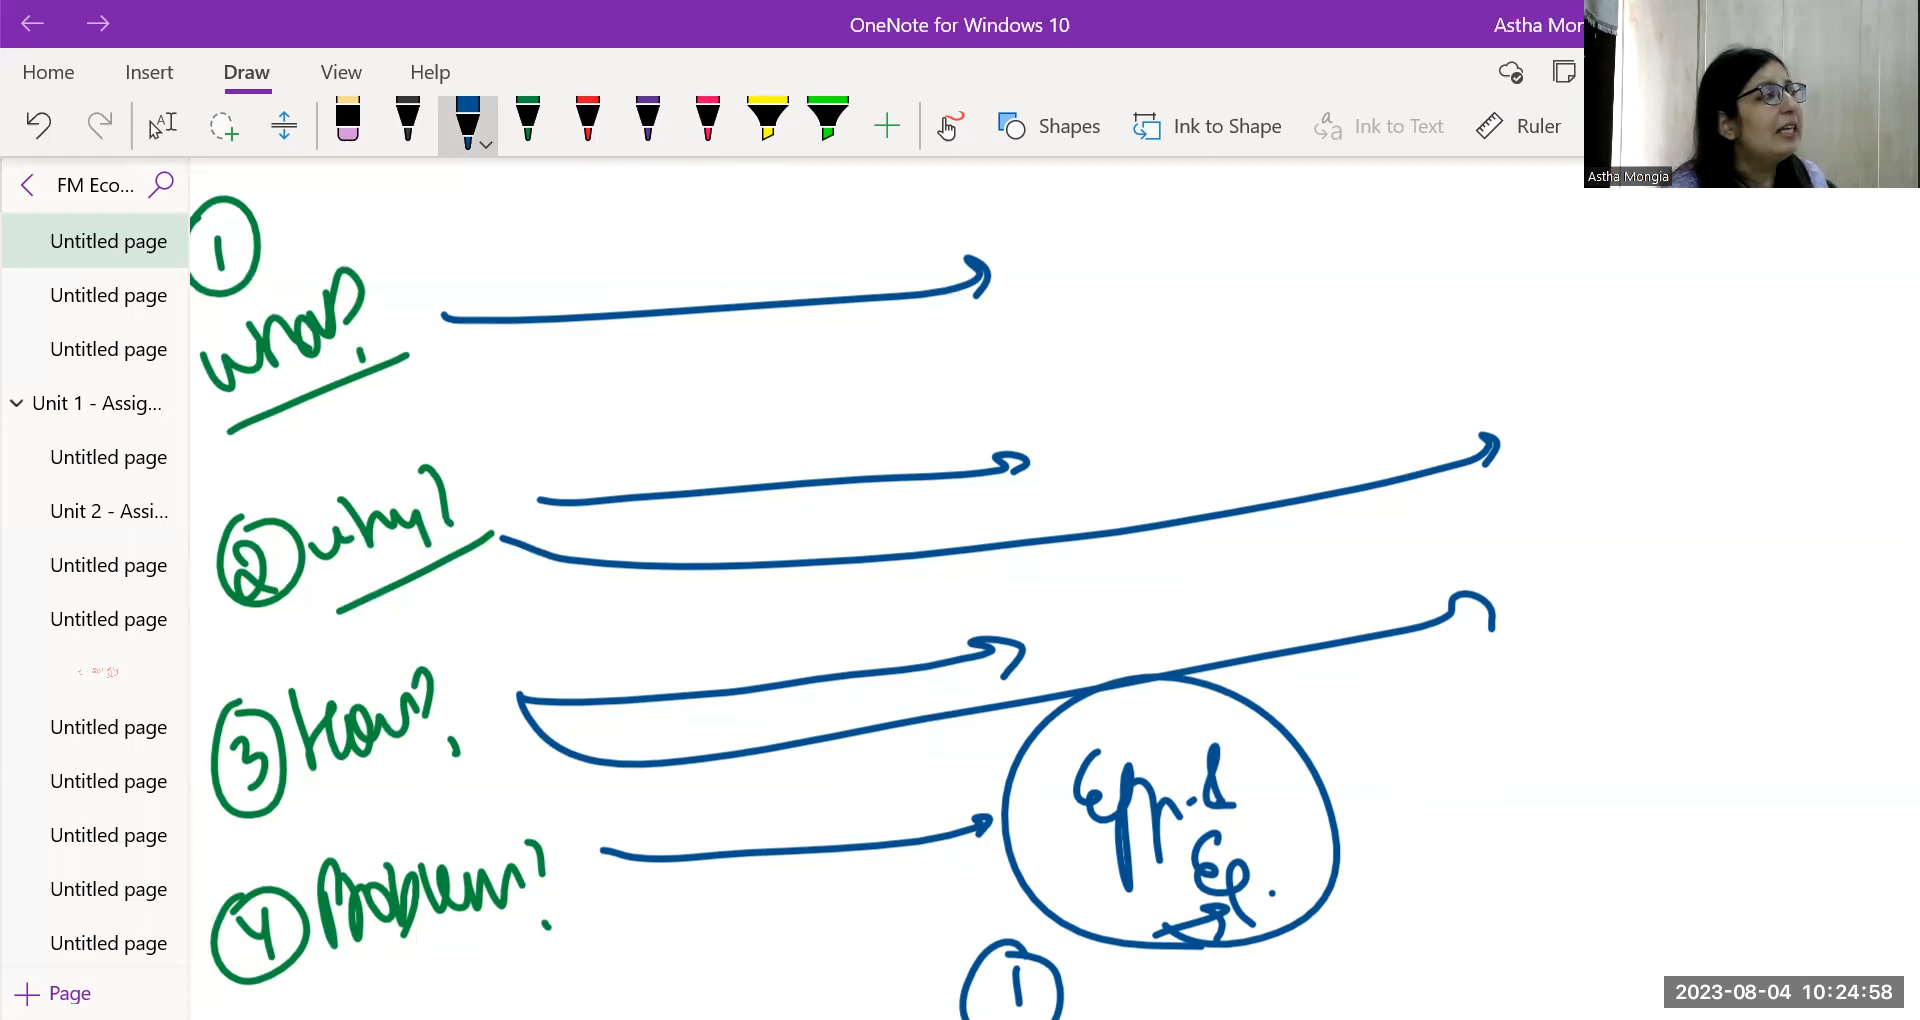 OneNote for Windows 10
Astha Mon
Home Insert Draw View Help
Shapes Ink to Shape Ink to Text Ruler
Astha Mongia
FM Eco...
Untitled page
Untitled page
Untitled page
Unit 1 - Assig...
Untitled page
Unit 2 - Assi...
Untitled page
Untitled page
Untitled page
Untitled page
Untitled page
Untitled page
Untitled page
+ Page
1
What?
2 Why?
3 How?
4 Problem?
Eff. &
Eq.
1
2023-08-04 10:24:58